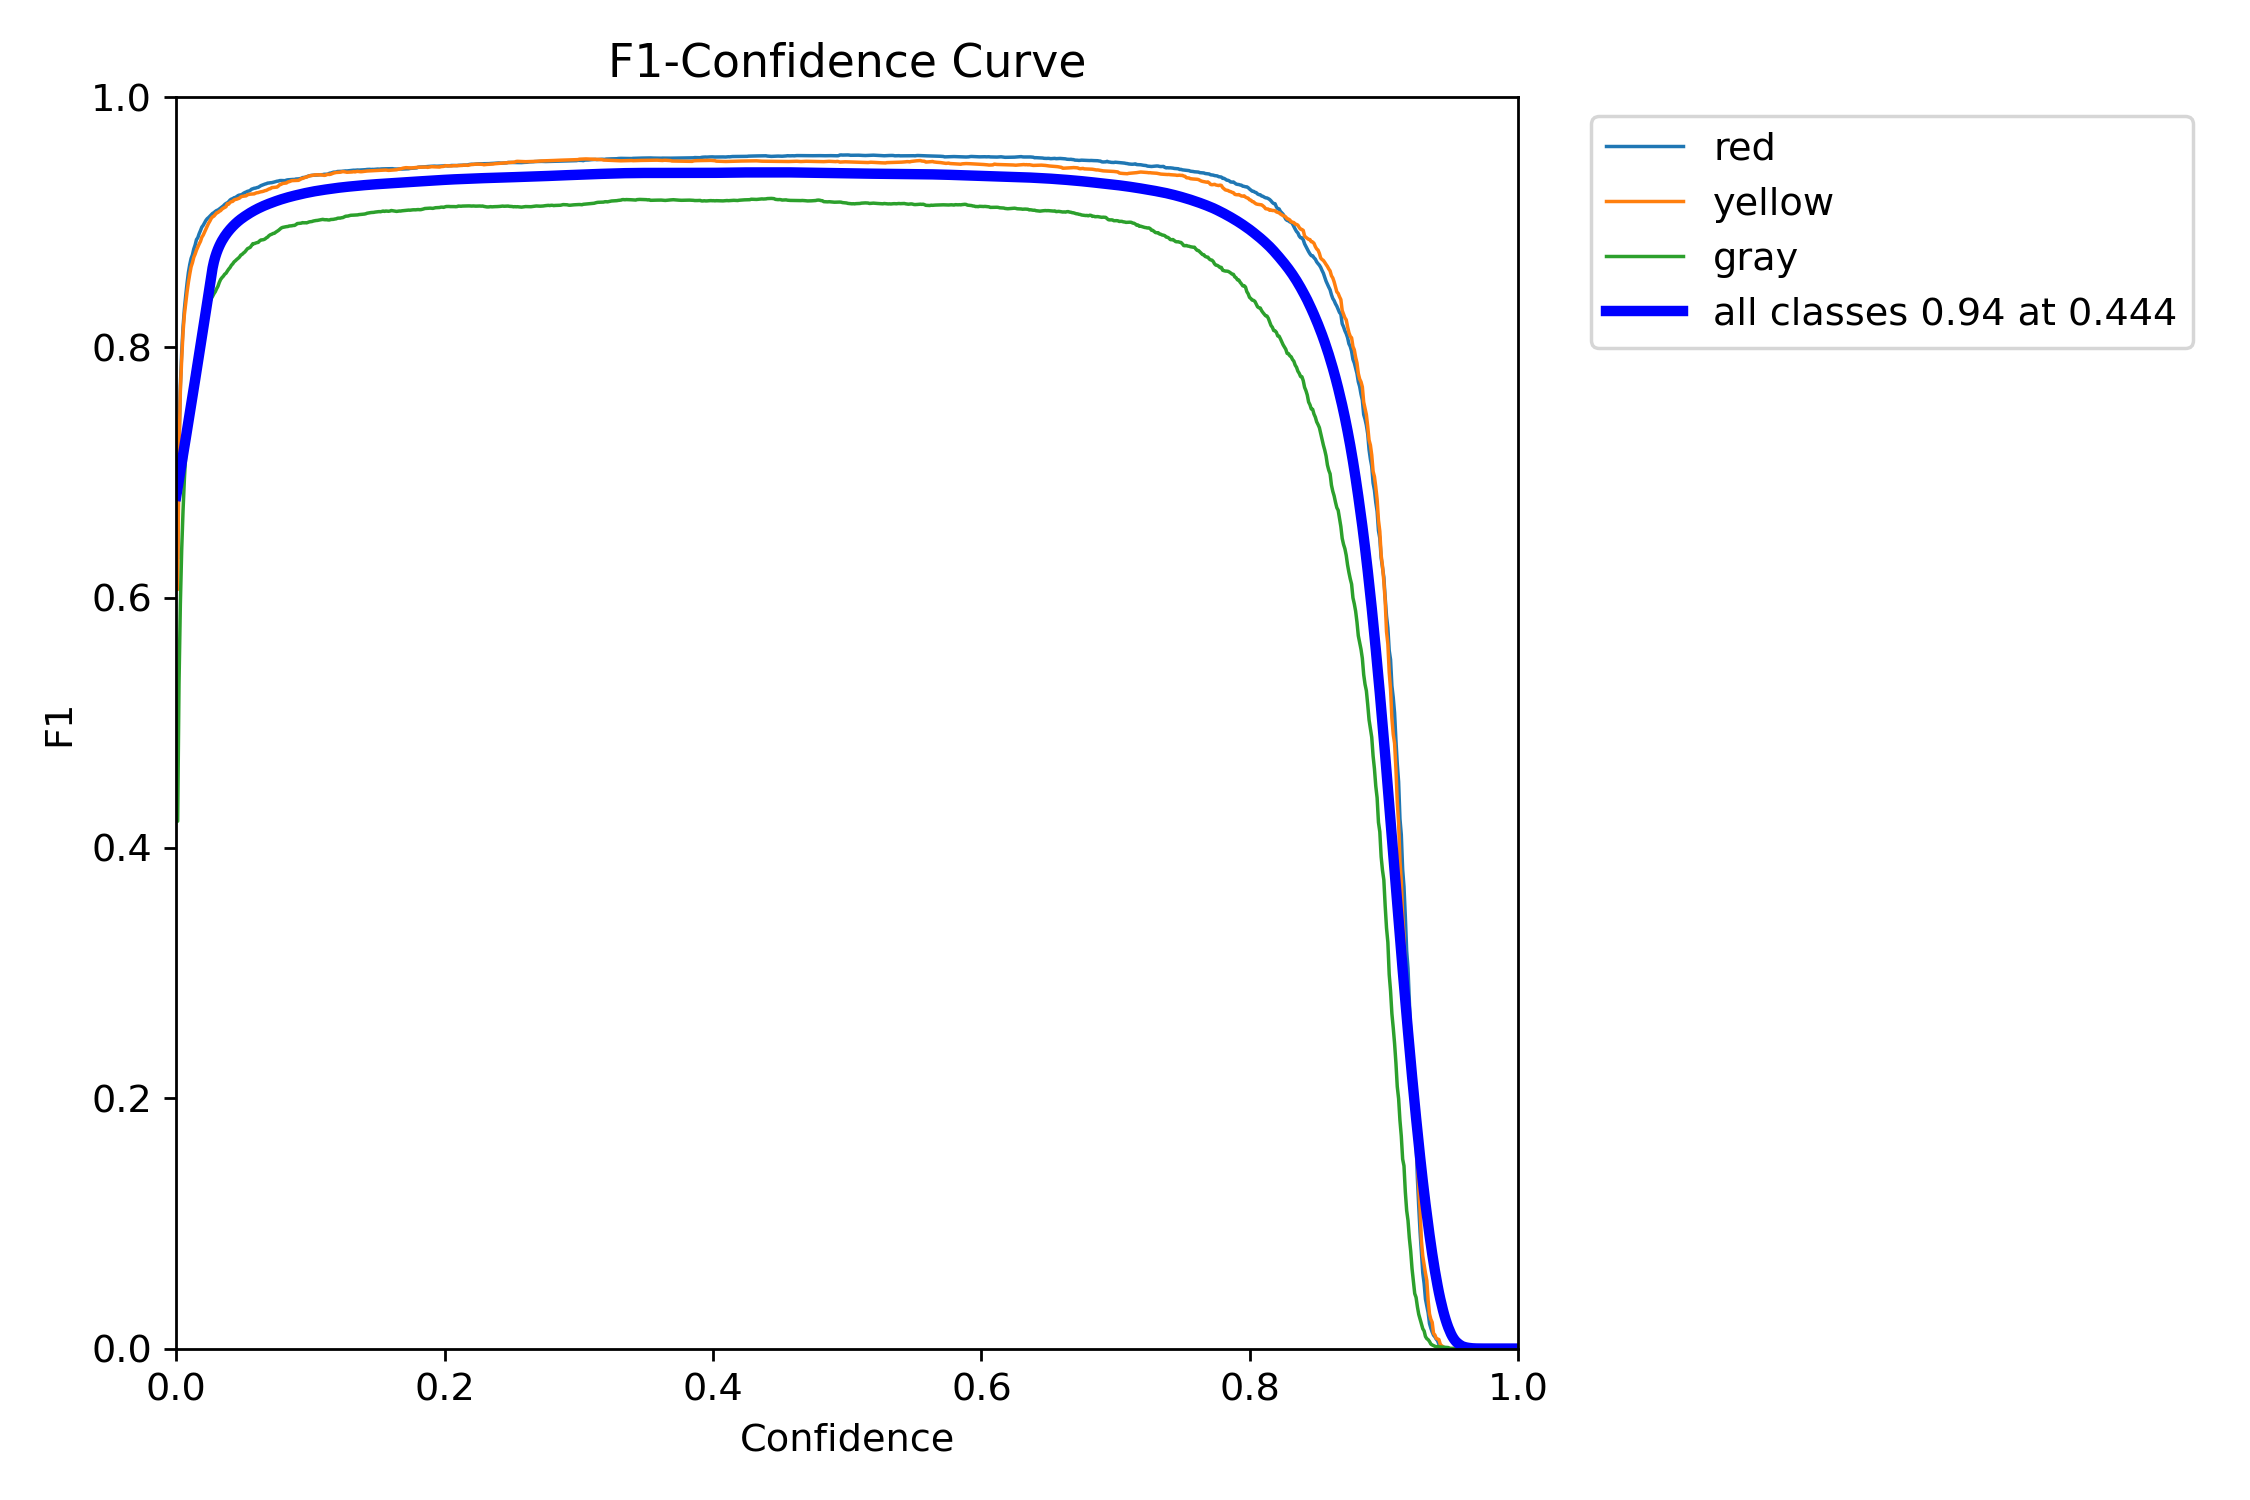 F1-Confidence Curve
1.0
0.8
0.6
0.4
0.2
0.0
F1
0.0 0.2 0.4 0.6 0.8 1.0
Confidence
red
yellow
gray
all classes 0.94 at 0.444